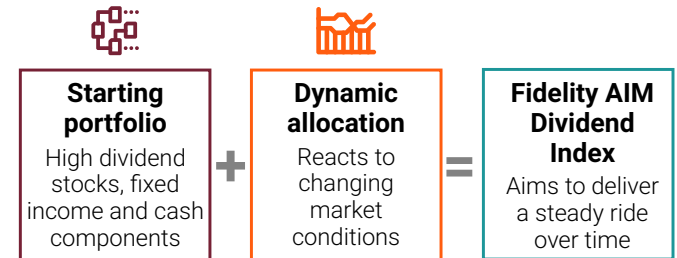 Starting
portfolio
High dividend
stocks, fixed
income and cash
components
+
Dynamic
allocation
Reacts to
changing
market
conditions
=
Fidelity AIM
Dividend
Index
Aims to deliver
a steady ride
over time